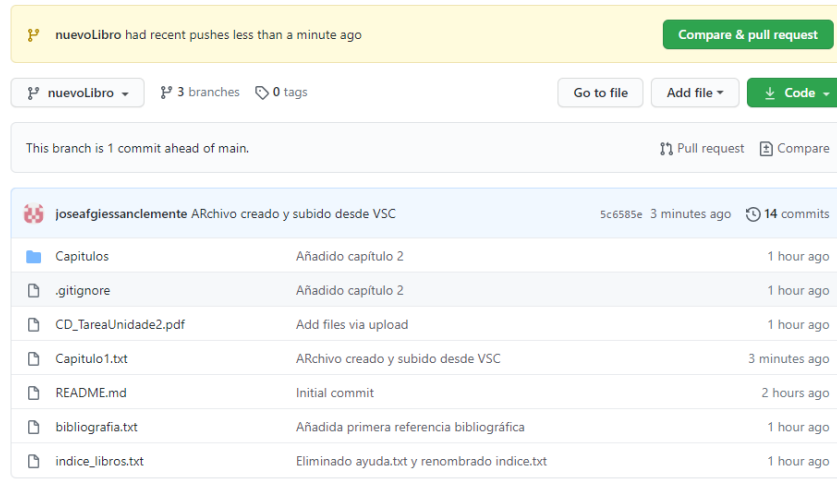 nuevoLibro had recent pushes less than a minute ago Compare & pull request
nuevoLibro 3 branches 0 tags Go to file Add file Code
This branch is 1 commit ahead of main. Pull request Compare
joseafgiessanclemente ARchivo creado y subido desde VSC 5c6585e 3 minutes ago 14 commits
Capitulos Añadido capítulo 2 1 hour ago
.gitignore Añadido capítulo 2 1 hour ago
CD_TareaUnidade2.pdf Add files via upload 1 hour ago
Capitulo1.txt ARchivo creado y subido desde VSC 3 minutes ago
README.md Initial commit 2 hours ago
bibliografia.txt Añadida primera referencia bibliográfica 1 hour ago
indice_libros.txt Eliminado ayuda.txt y renombrado indice.txt 1 hour ago